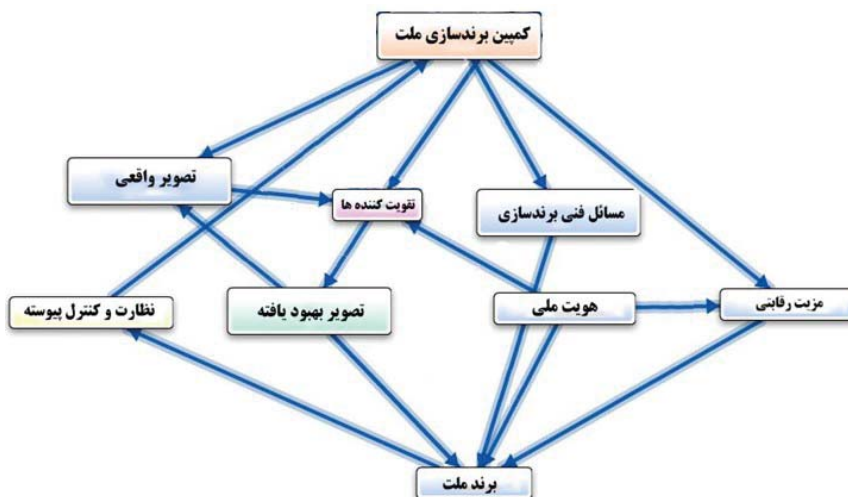 کمپین برندسازی ملت
تصویر واقعی
تقویت کننده ها
مسائل فنی برندسازی
نظارت و کنترل پیوسته
تصویر بهبود یافته
هویت ملی
مزیت رقابتی
برند ملت